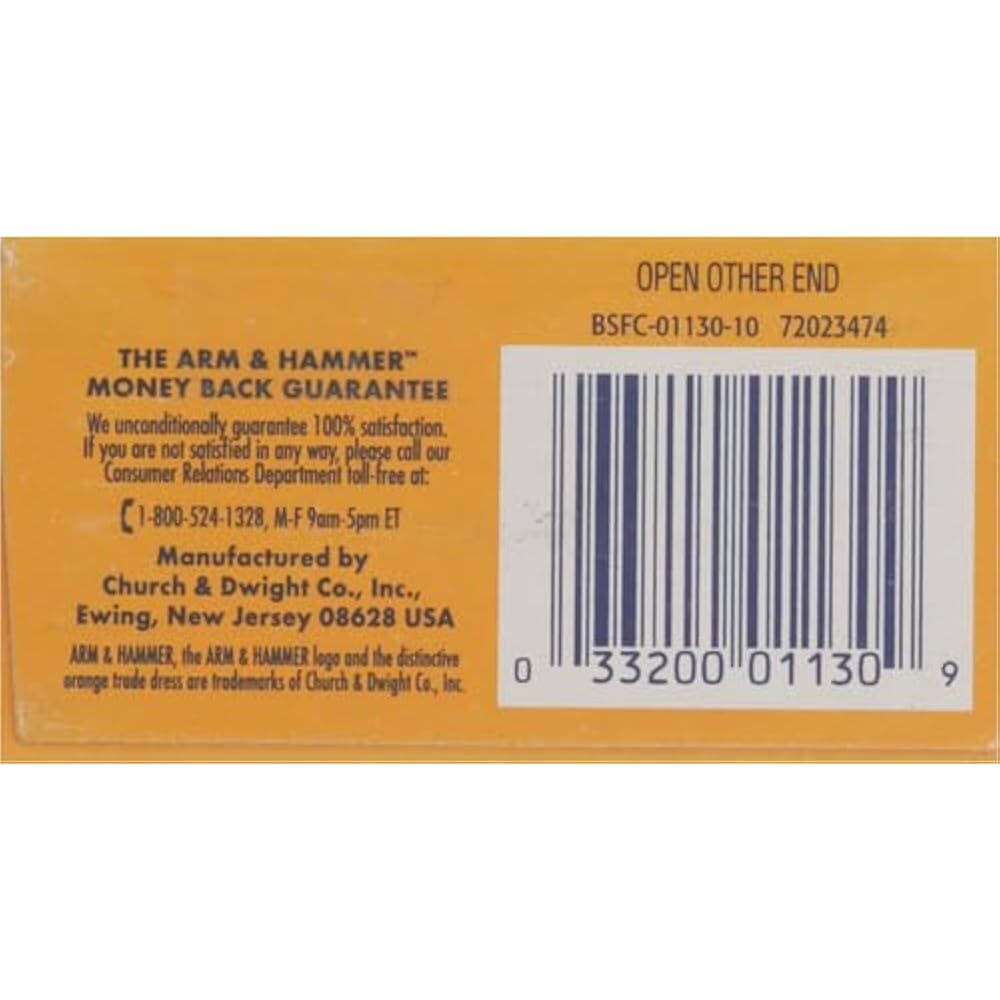 OPEN OTHER END
BSFC-01130-10 72023474
THE ARM & HAMMER™
MONEY BACK GUARANTEE
We unconditionally guarantee 100% satisfaction.
If you are not satisfied in any way, please call our
Consumer Relations Department toll-free at:
1-800-524-1328, M-F 9am-5pm ET
Manufactured by
Church & Dwight Co., Inc.,
Ewing, New Jersey 08628 USA
ARM & HAMMER, the ARM & HAMMER logo and the distinctive
orange trade dress are trademarks of Church & Dwight Co., Inc.
0 33200 01130 9